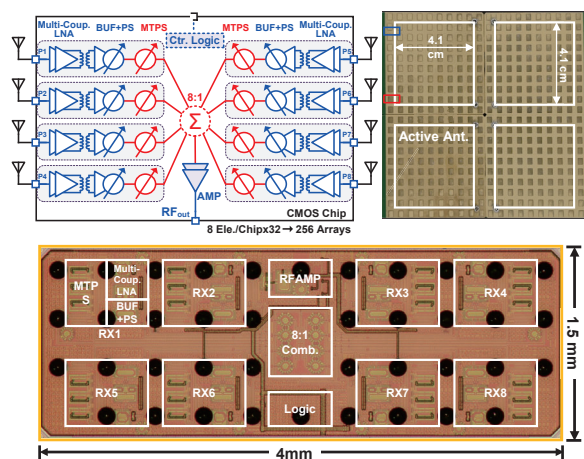 Multi-Coup.
LNA
BUF+PS
MTPS
MTPS
BUF+PS
Multi-Coup.
LNA
Ctr. Logic
P1
P2
P3
P4
P5
P6
P7
P8
8:1
Σ
AMP
RFout
CMOS Chip
8 Ele./Chipx32→ 256 Arrays
4.1
cm
4.1 cm
Active Ant.
MTP
S
Multi-
Coup.
LNA
BUF
+PS
RX1
RX2
RFAMP
RX3
RX4
8:1
Comb.
RX5
RX6
Logic
RX7
RX8
1.5 mm
4mm